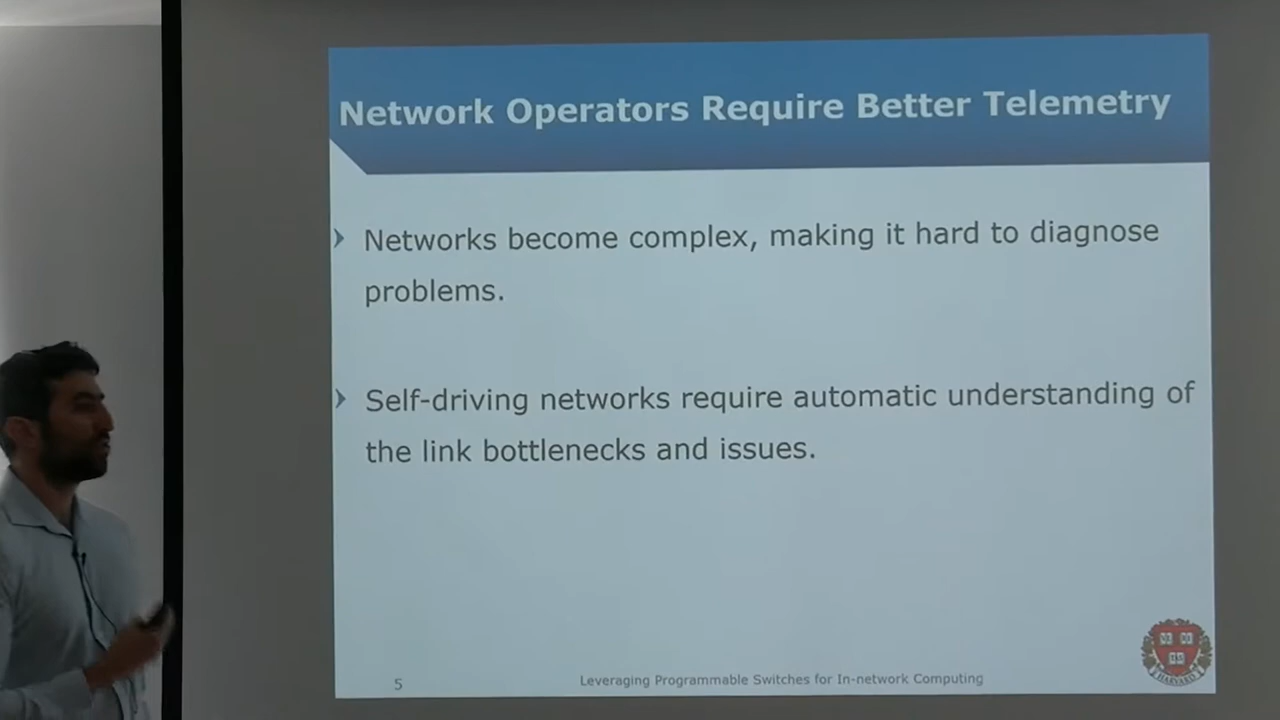 Network Operators Require Better Telemetry
Networks become complex, making it hard to diagnose
problems.
Self-driving networks require automatic understanding of
the link bottlenecks and issues.
5
Leveraging Programmable Switches for In-network Computing
HARVARD